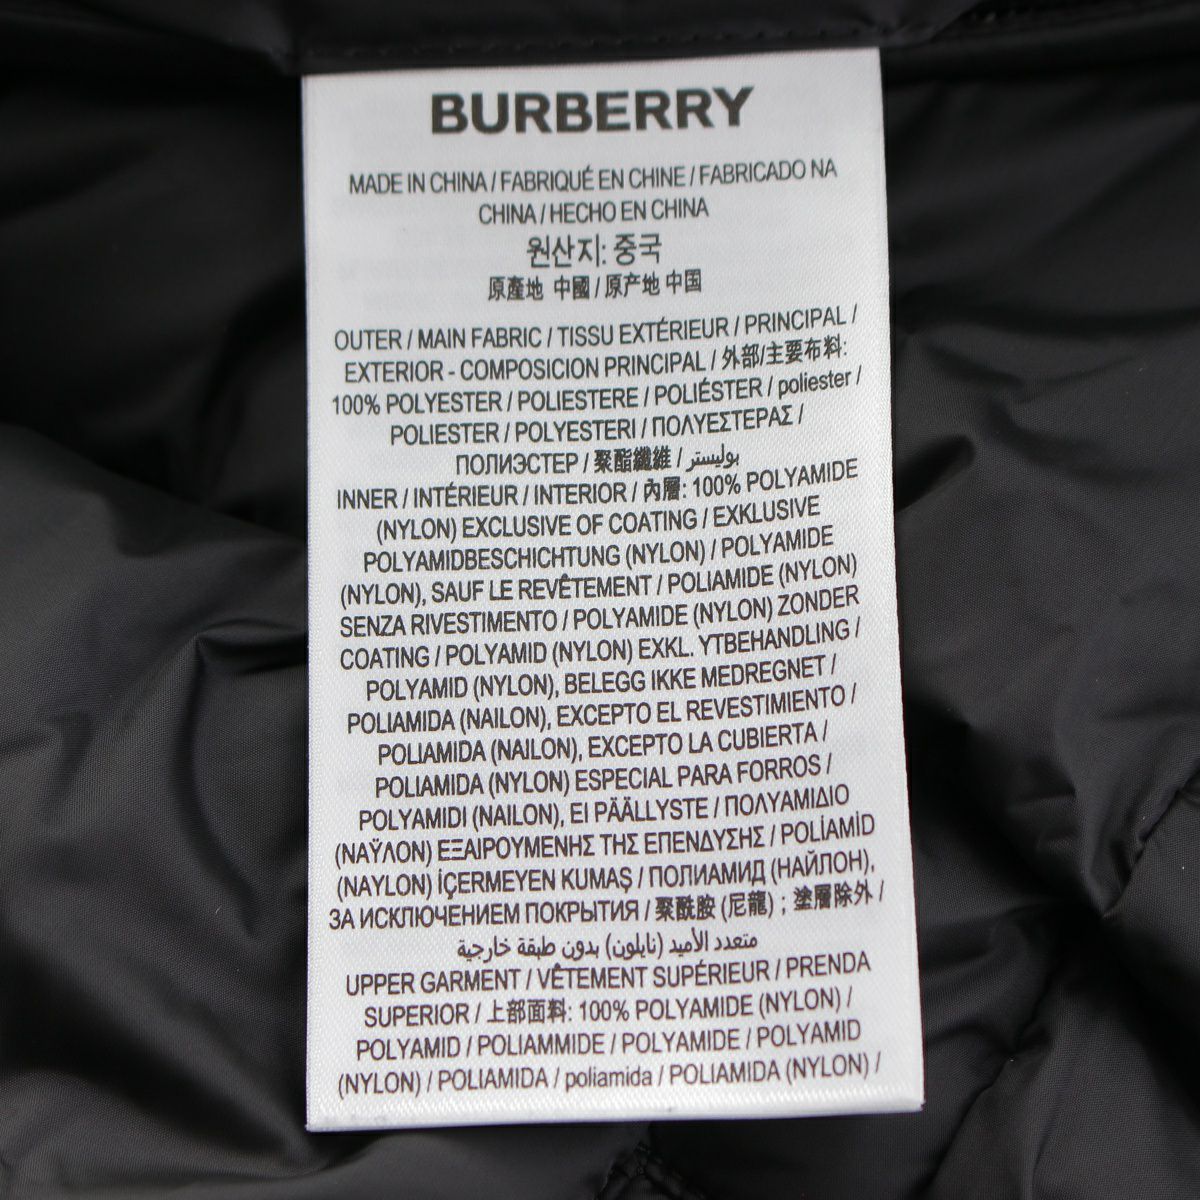 BURBERRY
MADE IN CHINA / FABRIQUÉ EN CHINE / FABRICADO NA
CHINA / HECHO EN CHINA
원산지: 중국
原產地 中國 / 原产地 中国
OUTER / MAIN FABRIC / TISSU EXTÉRIEUR / PRINCIPAL /
EXTERIOR - COMPOSICION PRINCIPAL / 外部/主要布料:
100% POLYESTER / POLIESTERE / POLIÉSTER / poliester /
POLIESTER / POLYESTERI / ΠΟΛΥΕΣΤΕΡΑΣ /
ПОЛИЭСТЕР / 聚酯纖維 / بوليستر
INNER / INTÉRIEUR / INTERIOR / 內層: 100% POLYAMIDE
(NYLON) EXCLUSIVE OF COATING / EXKLUSIVE
POLYAMIDBESCHICHTUNG (NYLON) / POLYAMIDE
(NYLON), SAUF LE REVÊTEMENT / POLIAMIDE (NYLON)
SENZA RIVESTIMENTO / POLYAMIDE (NYLON) ZONDER
COATING / POLYAMID (NYLON) EXKL. YTBEHANDLING /
POLYAMID (NYLON), BELEGG IKKE MEDREGNET /
POLIAMIDA (NAILON), EXCEPTO EL REVESTIMIENTO /
POLIAMIDA (NAILON), EXCEPTO LA CUBIERTA /
POLIAMIDA (NYLON) ESPECIAL PARA FORROS /
POLYAMIDI (NAILON), EI PÄÄLLYSTE / ΠΟΛΥΑΜΙΔΙΟ
(ΝΑΫΛΟΝ) ΕΞΑΙΡΟΥΜΕΝΗΣ ΤΗΣ ΕΠΕΝΔΥΣΗΣ / POLİAMİD
(NAYLON) İÇERMEYEN KUMAŞ / ПОЛИАМИД (НАЙЛОН),
ЗА ИСКЛЮЧЕНИЕМ ПОКРЫТИЯ / 聚酰胺 (尼龍) ; 塗層除外 /
متعدد الأميد (نايلون) بدون طبقة خارجية
UPPER GARMENT / VÊTEMENT SUPÉRIEUR / PRENDA
SUPERIOR / 上部面料: 100% POLYAMIDE (NYLON) /
POLYAMID / POLIAMMIDE / POLYAMIDE / POLYAMID
(NYLON) / POLIAMIDA / poliamida / POLIAMIDA (NYLON) /